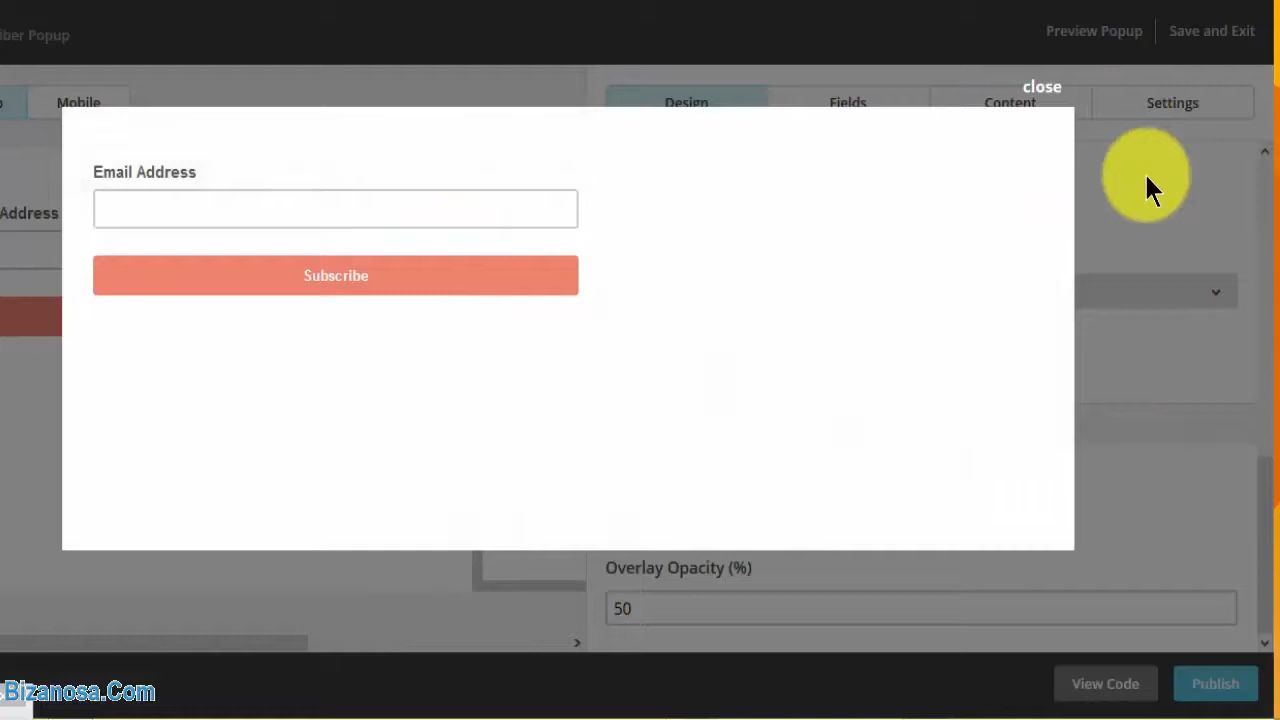 iber Popup
Preview Popup
Save and Exit
close
Mobile
Design
Fields
Content
Settings
Email Address
Address
Subscribe
Overlay Opacity (%)
50
View Code
Publish
Bizanosa.Com